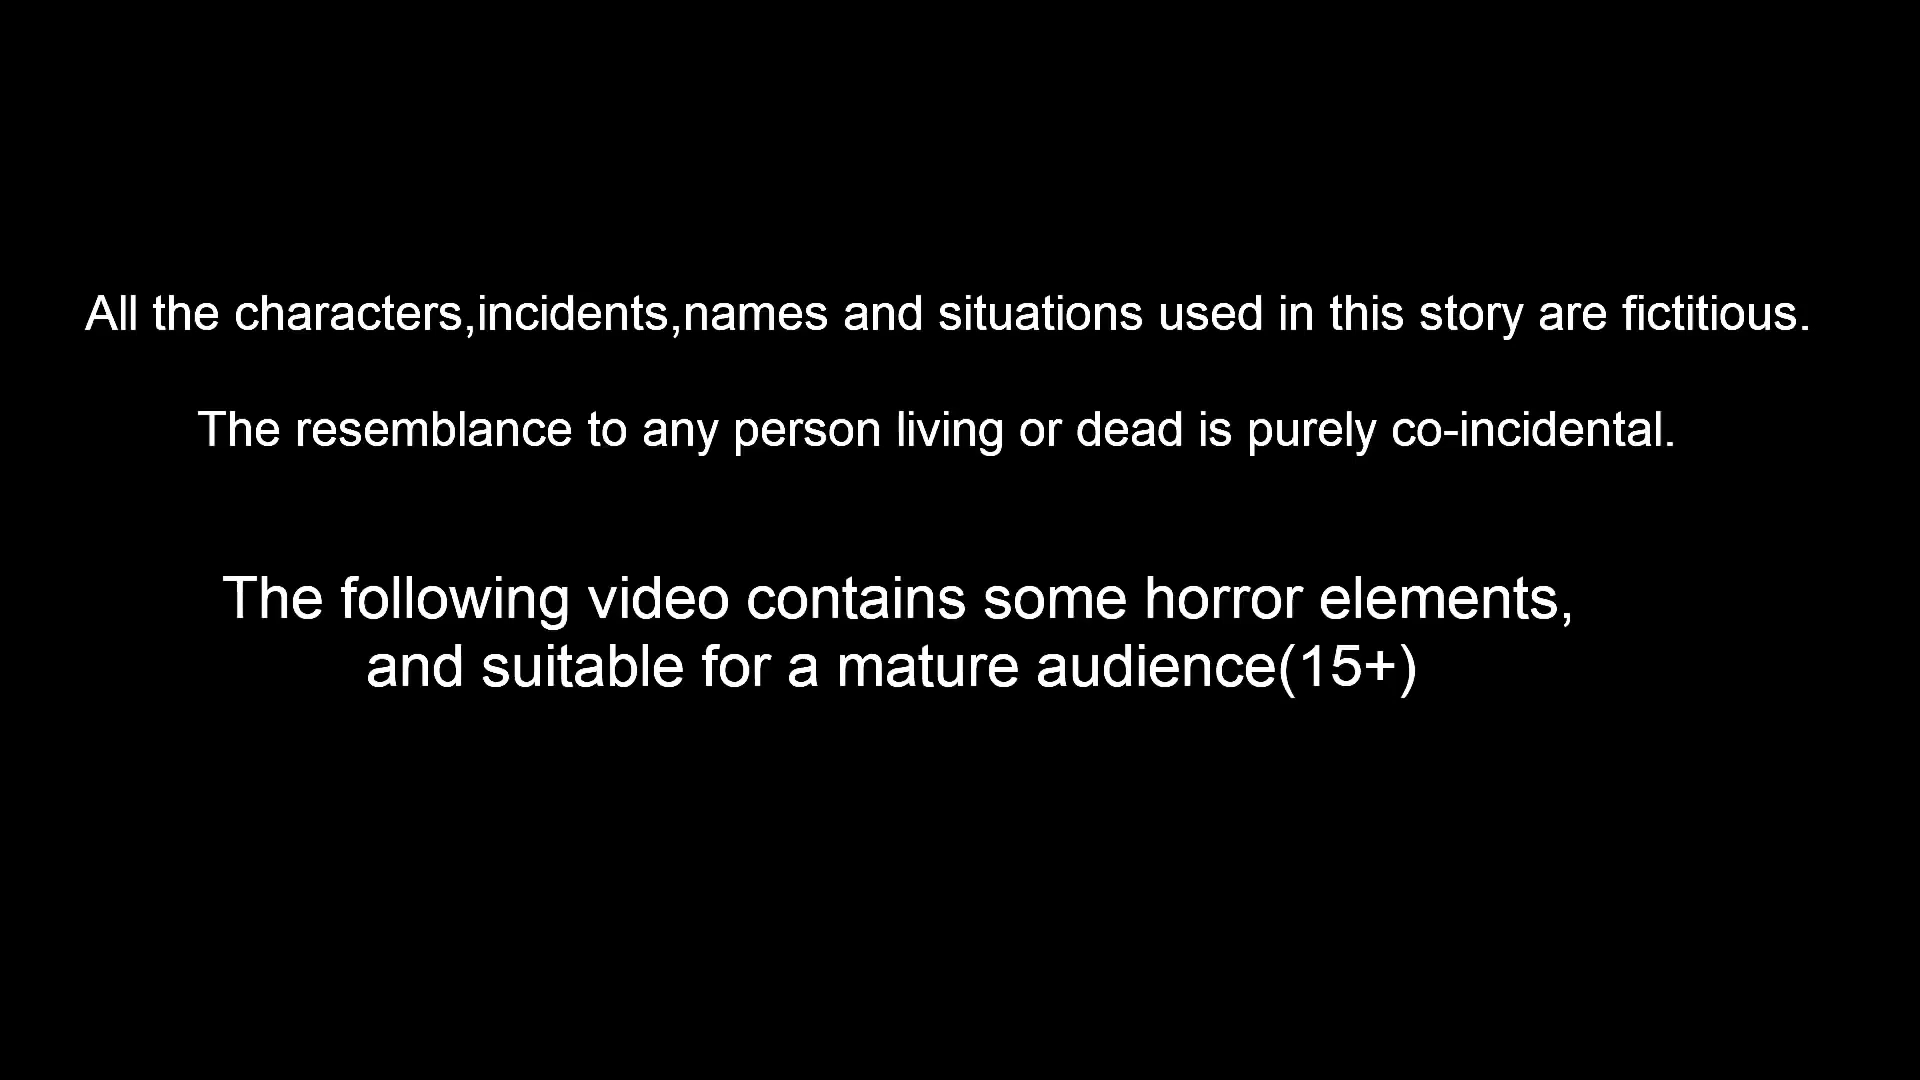 All the characters,incidents,names and situations used in this story are fictitious.
The resemblance to any person living or dead is purely co-incidental.
The following video contains some horror elements,
and suitable for a mature audience(15+)